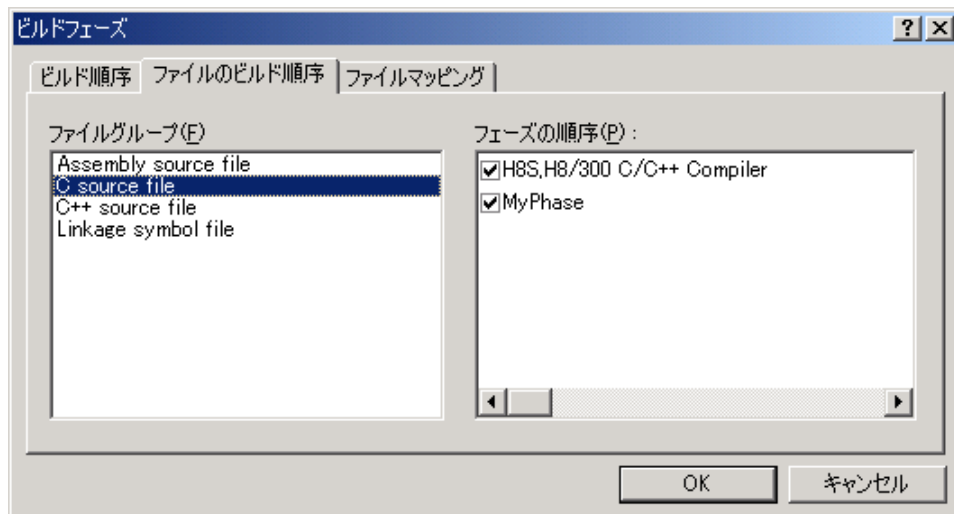 ビルドフェーズ
ビルド順序 ファイルのビルド順序 ファイルマッピング
ファイルグループ(F)
Assembly source file
C source file
C++ source file
Linkage symbol file
フェーズの順序(P):
H8S,H8/300 C/C++ Compiler
MyPhase
OK キャンセル